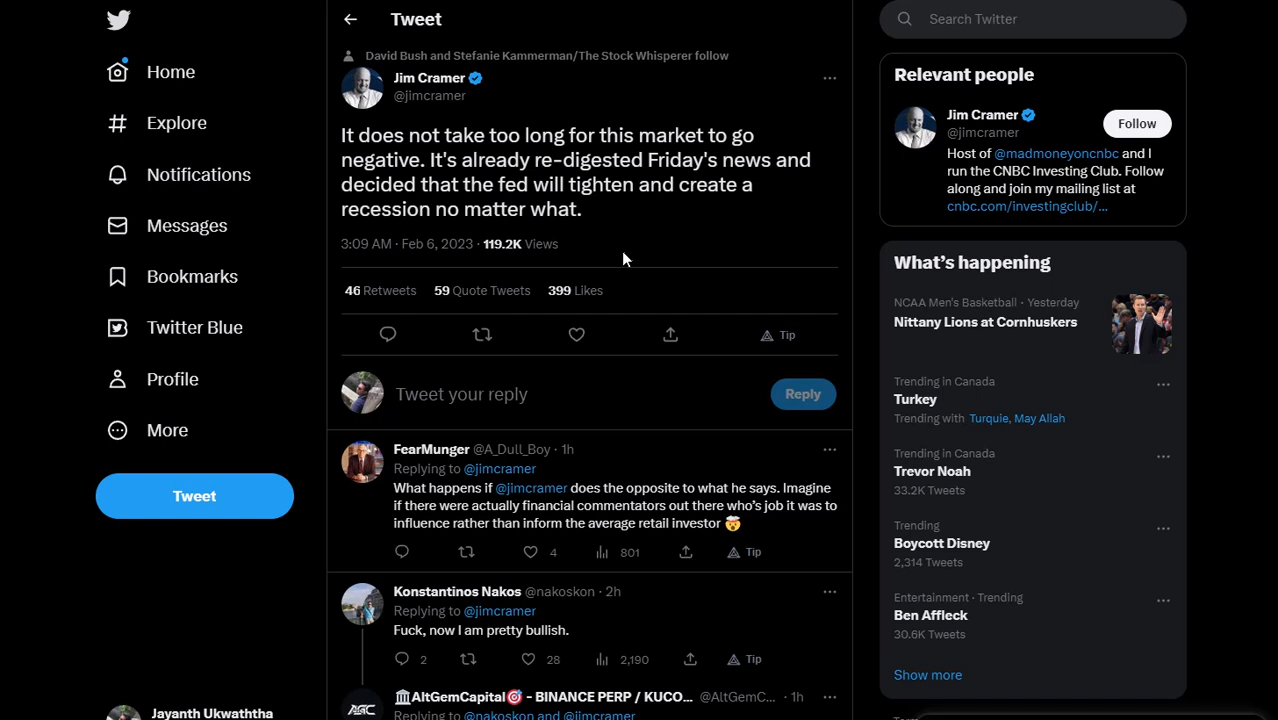 Home
Explore
Notifications
Messages
Bookmarks
Twitter Blue
Profile
More
Tweet
Jayanth Ukwaththa
Tweet
David Bush and Stefanie Kammerman/The Stock Whisperer follow
Jim Cramer
@jimcramer
It does not take too long for this market to go
negative. It's already re-digested Friday's news and
decided that the fed will tighten and create a
recession no matter what.
3:09 AM · Feb 6, 2023 · 119.2K Views
46 Retweets 59 Quote Tweets 399 Likes
Tip
Tweet your reply
Reply
FearMunger @A_Dull_Boy · 1h
Replying to @jimcramer
What happens if @jimcramer does the opposite to what he says. Imagine
if there were actually financial commentators out there who's job it was to
influence rather than inform the average retail investor 🤯
4 801 Tip
Konstantinos Nakos @nakoskon · 2h
Replying to @jimcramer
Fuck, now I am pretty bullish.
2 28 2,190 Tip
AGC
🏛AltGemCapital🎯 - BINANCE PERP / KUCO... @AltGemC... · 1h
Replying to @nakoskon and @jimcramer
Search Twitter
Relevant people
Jim Cramer
@jimcramer
Follow
Host of @madmoneyoncnbc and I
run the CNBC Investing Club. Follow
along and join my mailing list at
cnbc.com/investingclub/...
What's happening
NCAA Men's Basketball · Yesterday
Nittany Lions at Cornhuskers
Trending in Canada
Turkey
Trending with Turquie, May Allah
Trending in Canada
Trevor Noah
33.2K Tweets
Trending
Boycott Disney
2,314 Tweets
Entertainment · Trending
Ben Affleck
30.6K Tweets
Show more